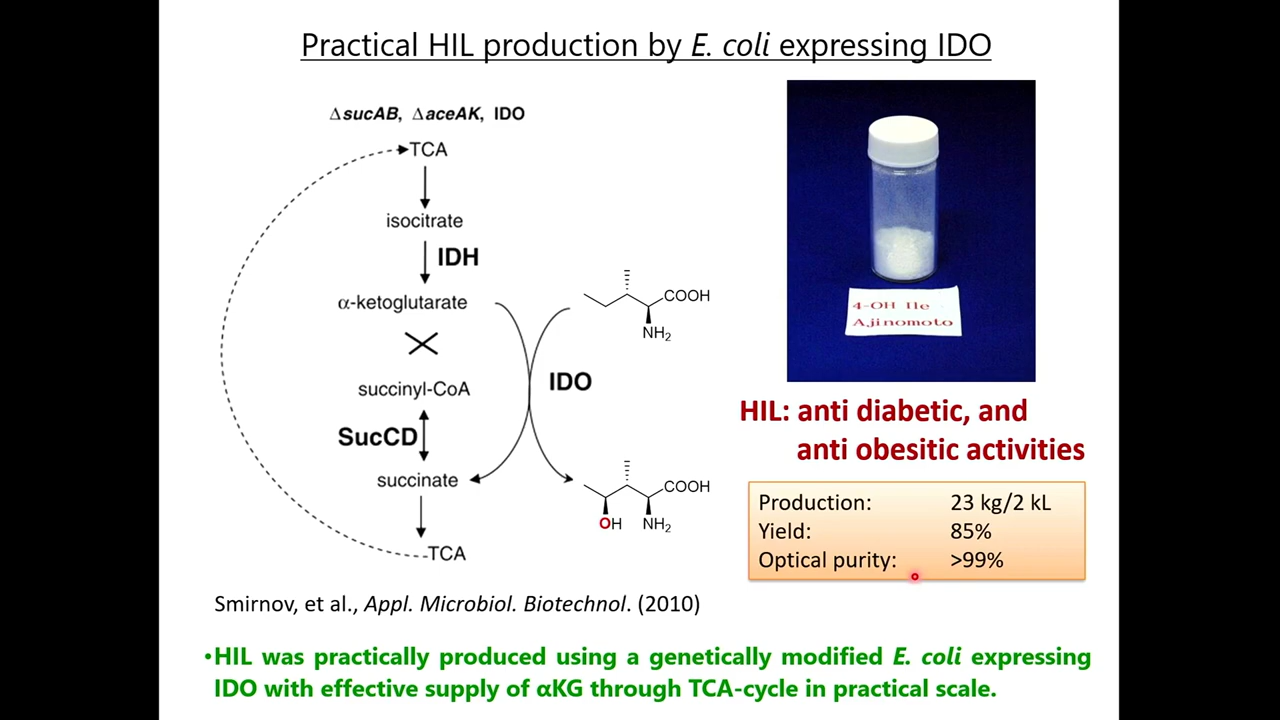 Practical HIL production by E. coli expressing IDO
ΔsucAB, ΔaceAK, IDO
TCA
isocitrate
IDH
α-ketoglutarate
succinyl-CoA
SucCD
succinate
TCA
COOH
NH₂
IDO
COOH
OH NH₂
4-OH Ile
Ajinomoto
HIL: anti diabetic, and
anti obesitic activities
Production: 23 kg/2 kL
Yield: 85%
Optical purity: >99%
Smirnov, et al., Appl. Microbiol. Biotechnol. (2010)
•HIL was practically produced using a genetically modified E. coli expressing
IDO with effective supply of αKG through TCA-cycle in practical scale.